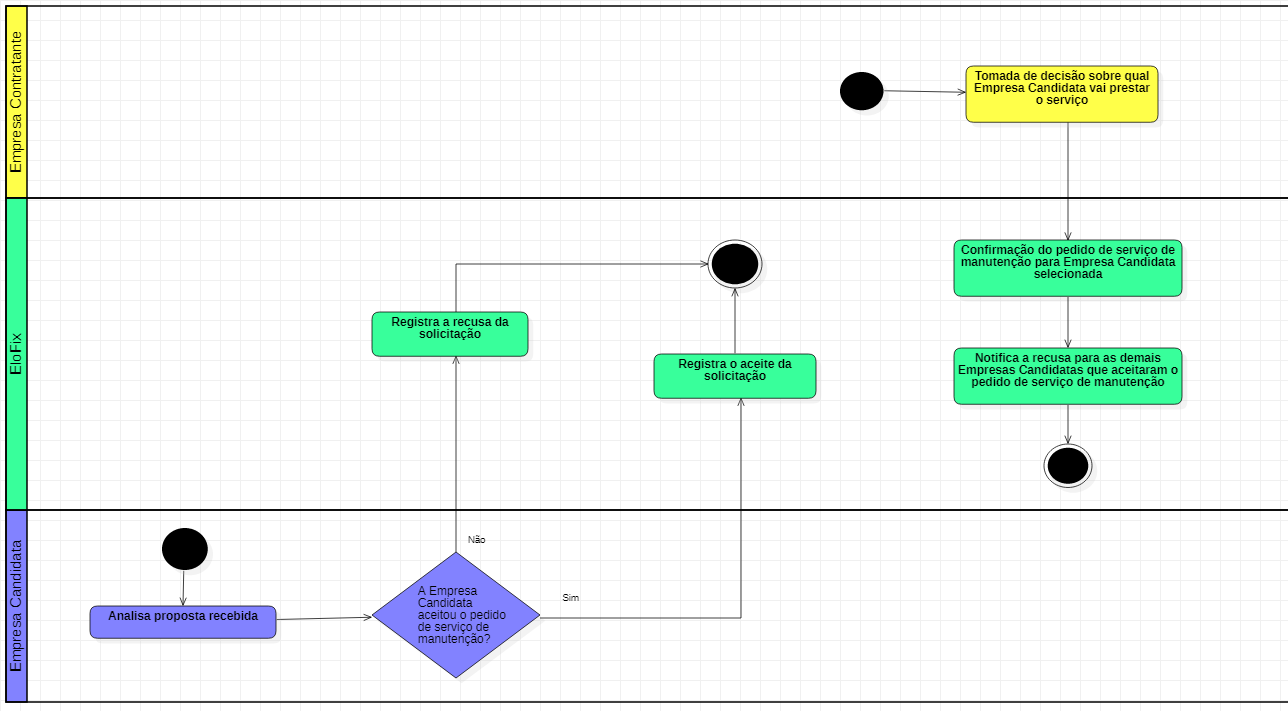 Empresa Contratante
Tomada de decisão sobre qual
Empresa Candidata vai prestar
o serviço
EloFix
Confirmação do pedido de serviço de
manutenção para Empresa Candidata
selecionada
Registra a recusa da
solicitação
Registra o aceite da
solicitação
Notifica a recusa para as demais
Empresas Candidatas que aceitaram o
pedido de serviço de manutenção
Empresa Candidata
Não
Analisa proposta recebida
A Empresa
Candidata
aceitou o pedido
de serviço de
manutenção?
Sim